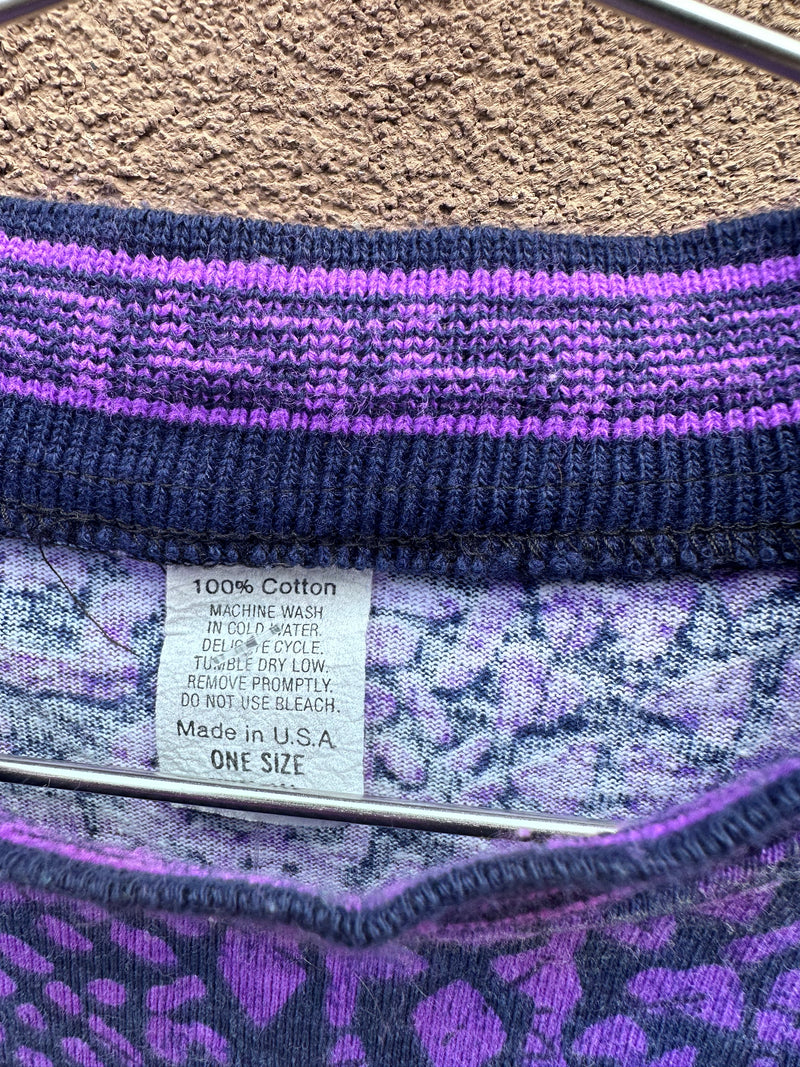 100% Cotton
MACHINE WASH
IN COLD WATER.
DELICATE CYCLE.
TUMBLE DRY LOW.
REMOVE PROMPTLY.
DO NOT USE BLEACH.
Made in U.S.A
ONE SIZE